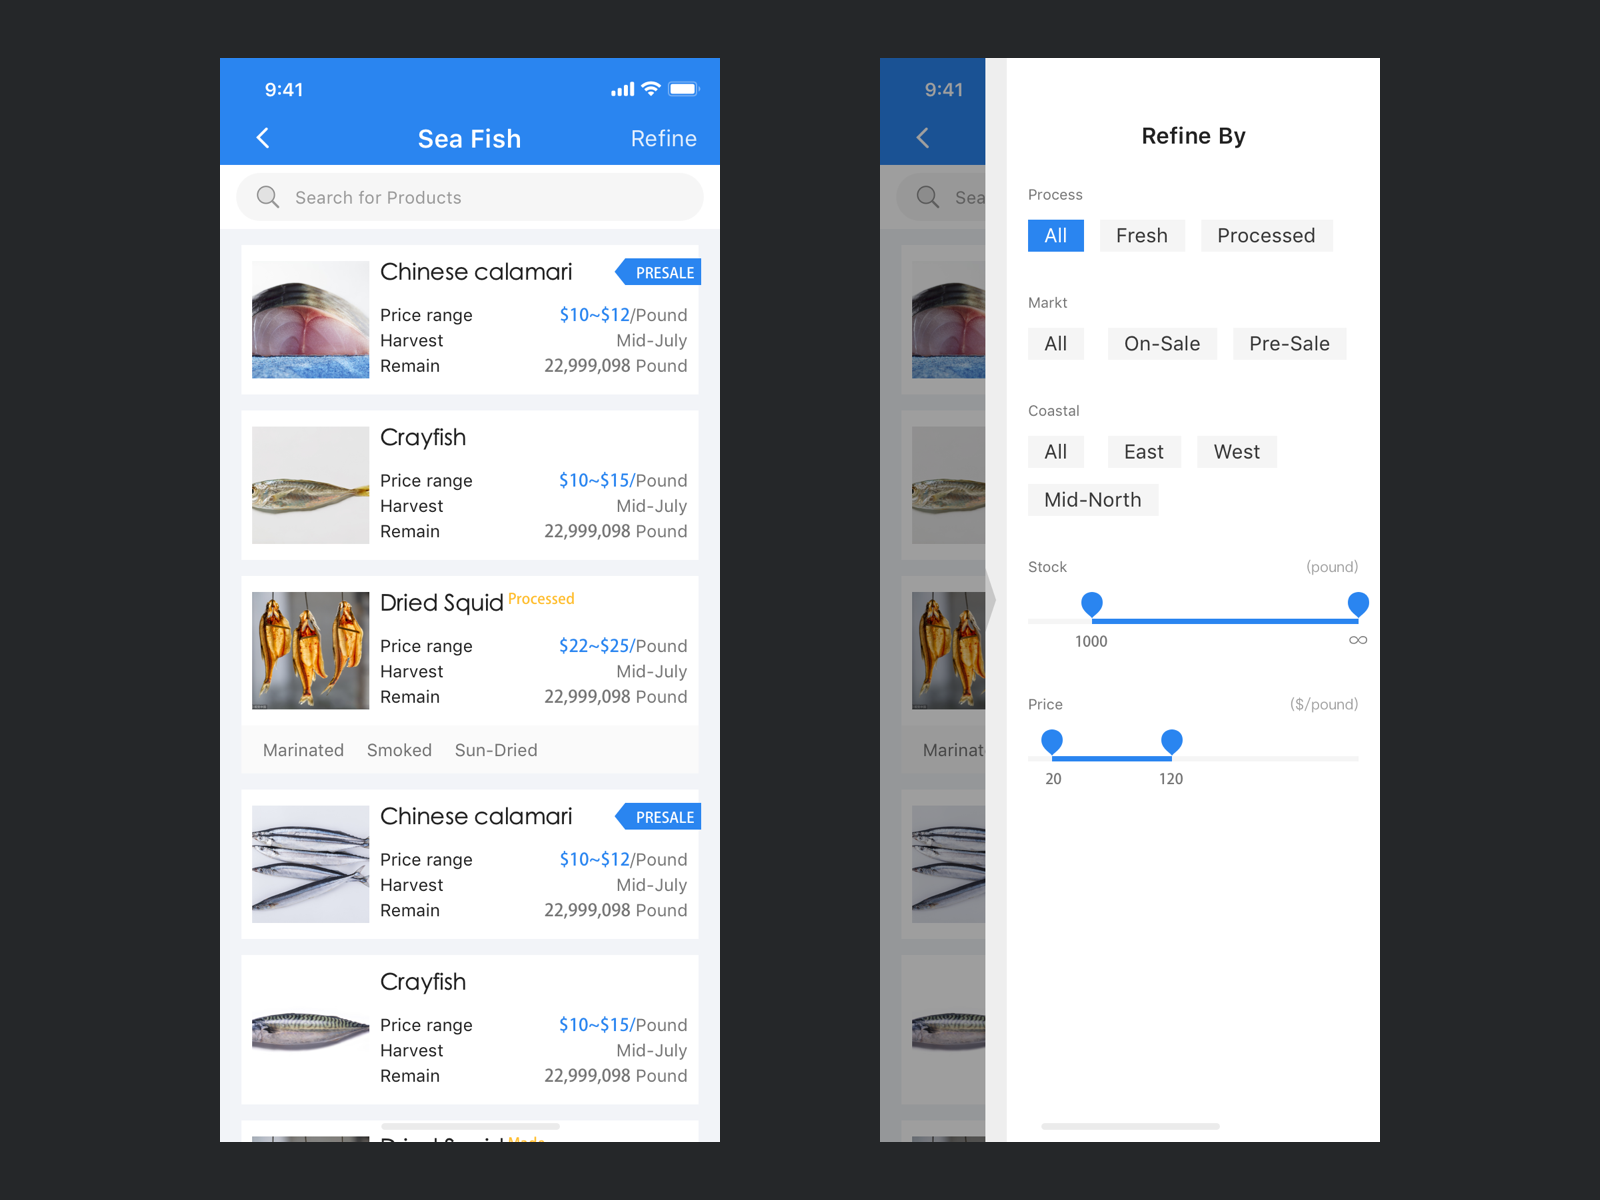 9:41
Sea Fish
Refine
Search for Products
Chinese calamari
PRESALE
Price range $10~$12/Pound
Harvest Mid-July
Remain 22,999,098 Pound
Crayfish
Price range $10~$15/Pound
Harvest Mid-July
Remain 22,999,098 Pound
Dried Squid Processed
Price range $22~$25/Pound
Harvest Mid-July
Remain 22,999,098 Pound
Marinated Smoked Sun-Dried
Chinese calamari
PRESALE
Price range $10~$12/Pound
Harvest Mid-July
Remain 22,999,098 Pound
Crayfish
Price range $10~$15/Pound
Harvest Mid-July
Remain 22,999,098 Pound
Dried Squid Made
9:41
Sea
Marinat
Refine By
Process
All Fresh Processed
Markt
All On-Sale Pre-Sale
Coastal
All East West
Mid-North
Stock (pound)
1000 ∞
Price ($/pound)
20 120